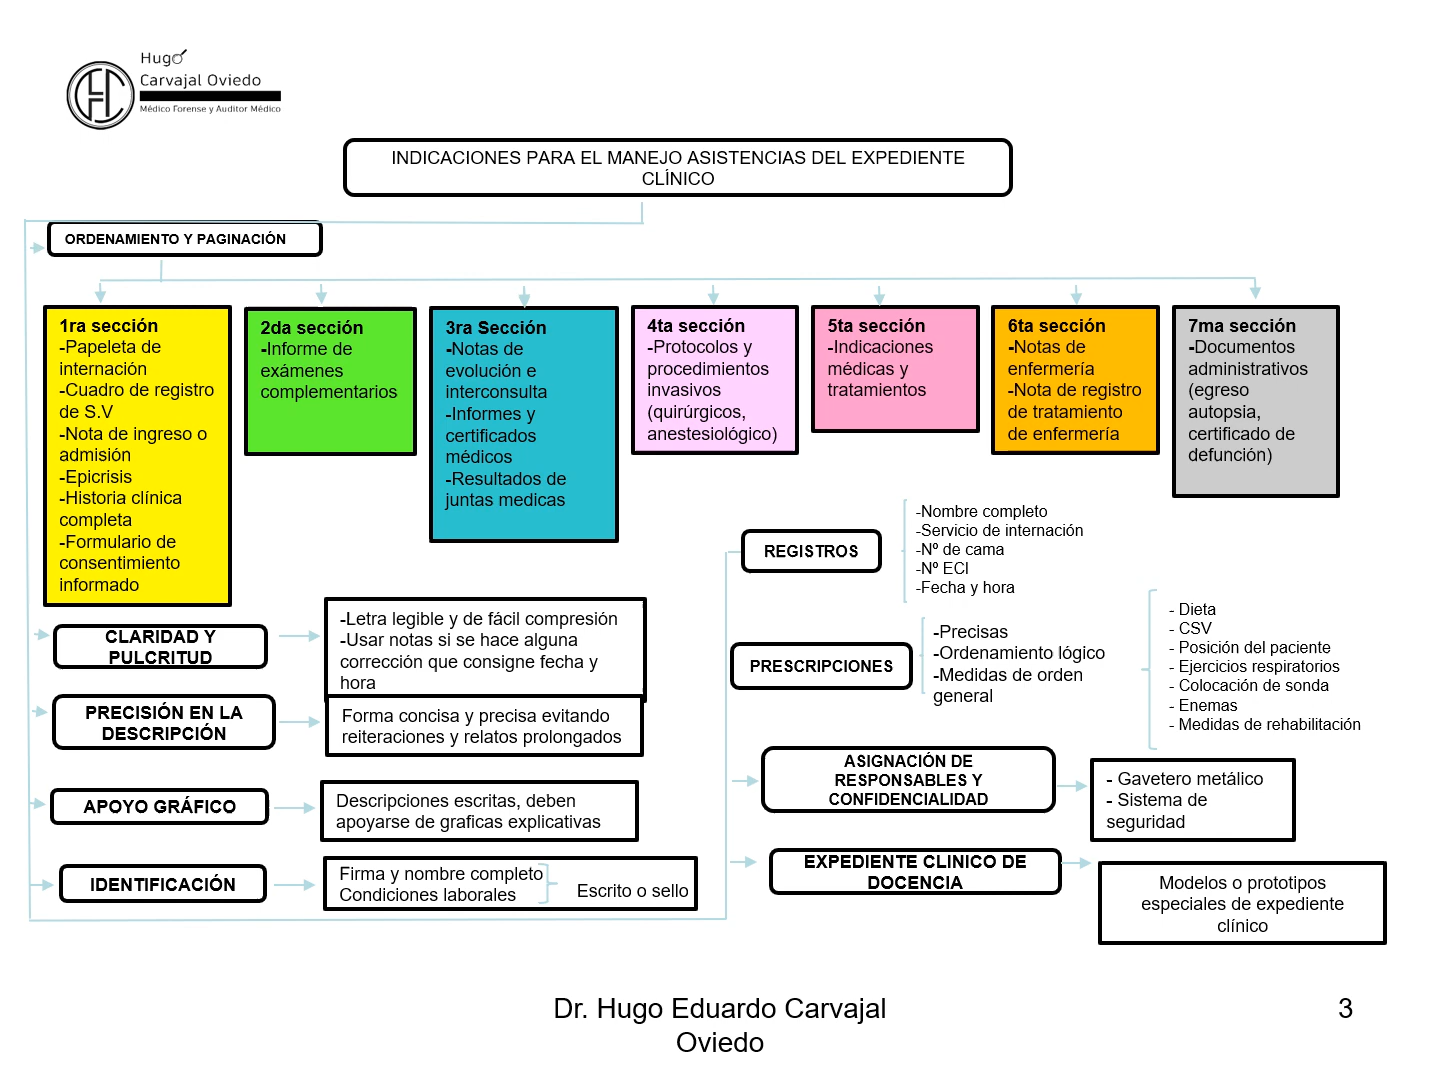 Hugo
Carvajal Oviedo
Médico Forense y Auditor Médico
INDICACIONES PARA EL MANEJO ASISTENCIAS DEL EXPEDIENTE
CLÍNICO
ORDENAMIENTO Y PAGINACIÓN
1ra sección
-Papeleta de
internación
-Cuadro de registro
de S.V
-Nota de ingreso o
admisión
-Epicrisis
-Historia clínica
completa
-Formulario de
consentimiento
informado
2da sección
-Informe de
exámenes
complementarios
3ra Sección
-Notas de
evolución e
interconsulta
-Informes y
certificados
médicos
-Resultados de
juntas medicas
4ta sección
-Protocolos y
procedimientos
invasivos
(quirúrgicos,
anestesiológico)
5ta sección
-Indicaciones
médicas y
tratamientos
6ta sección
-Notas de
enfermería
-Nota de registro
de tratamiento
de enfermería
7ma sección
-Documentos
administrativos
(egreso
autopsia,
certificado de
defunción)
CLARIDAD Y
PULCRITUD
-Letra legible y de fácil compresión
-Usar notas si se hace alguna
corrección que consigne fecha y
hora
PRECISIÓN EN LA
DESCRIPCIÓN
Forma concisa y precisa evitando
reiteraciones y relatos prolongados
APOYO GRÁFICO
Descripciones escritas, deben
apoyarse de graficas explicativas
IDENTIFICACIÓN
Firma y nombre completo
Condiciones laborales
Escrito o sello
REGISTROS
-Nombre completo
-Servicio de internación
-Nº de cama
-Nº ECI
-Fecha y hora
PRESCRIPCIONES
-Precisas
-Ordenamiento lógico
-Medidas de orden
general
- Dieta
- CSV
- Posición del paciente
- Ejercicios respiratorios
- Colocación de sonda
- Enemas
- Medidas de rehabilitación
ASIGNACIÓN DE
RESPONSABLES Y
CONFIDENCIALIDAD
- Gavetero metálico
- Sistema de
seguridad
EXPEDIENTE CLINICO DE
DOCENCIA
Modelos o prototipos
especiales de expediente
clínico
Dr. Hugo Eduardo Carvajal
Oviedo
3